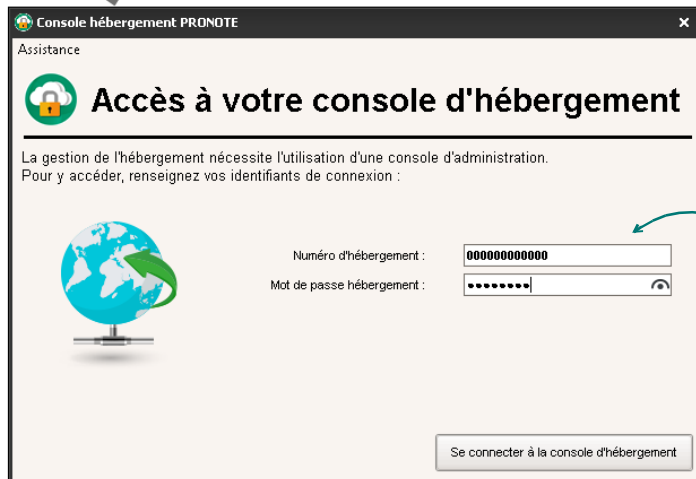 Console hébergement PRONOTE
Assistance
Accès à votre console d'hébergement
La gestion de l'hébergement nécessite l'utilisation d'une console d'administration.
Pour y accéder, renseignez vos identifiants de connexion :
Numéro d'hébergement : 000000000000
Mot de passe hébergement : ••••••••
Se connecter à la console d'hébergement